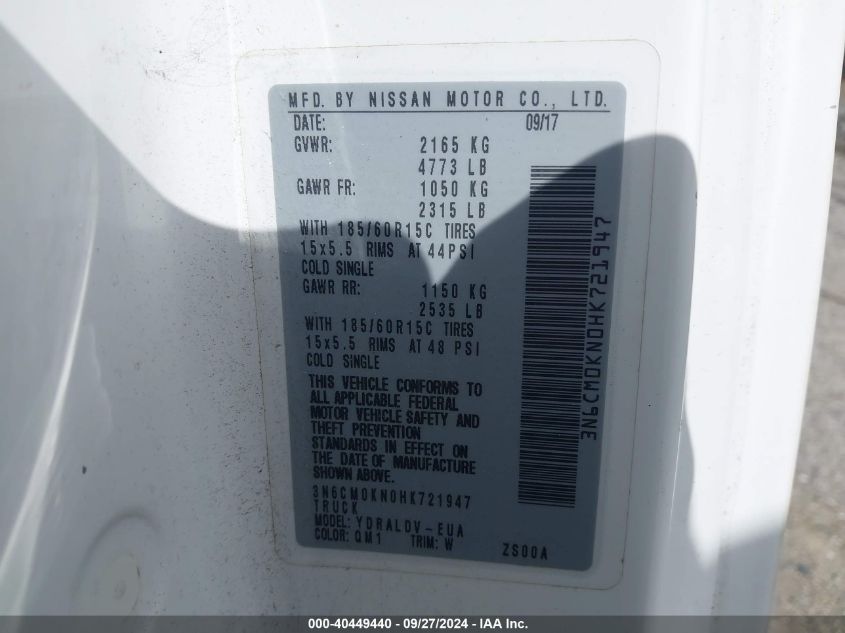 MFD. BY NISSAN MOTOR CO., LTD.
DATE: 09/17
GVWR: 2165 KG
4773 LB
GAWR FR: 1050 KG
2315 LB
WITH 185/60R15C TIRES
15x5.5 RIMS AT 44PSI
COLD SINGLE
GAWR RR: 1150 KG
2535 LB
WITH 185/60R15C TIRES
15x5.5 RIMS AT 48 PSI
COLD SINGLE
THIS VEHICLE CONFORMS TO
ALL APPLICABLE FEDERAL
MOTOR VEHICLE SAFETY AND
THEFT PREVENTION
STANDARDS IN EFFECT ON
THE DATE OF MANUFACTURE
SHOWN ABOVE.
3N6CM0KN0HK721947
TRUCK
MODEL: YDRALDV-EUA
COLOR: QM1 TRIM: W ZS00A
3N6CM0KN0HK721947
000-40449440 - 09/27/2024 - IAA Inc.